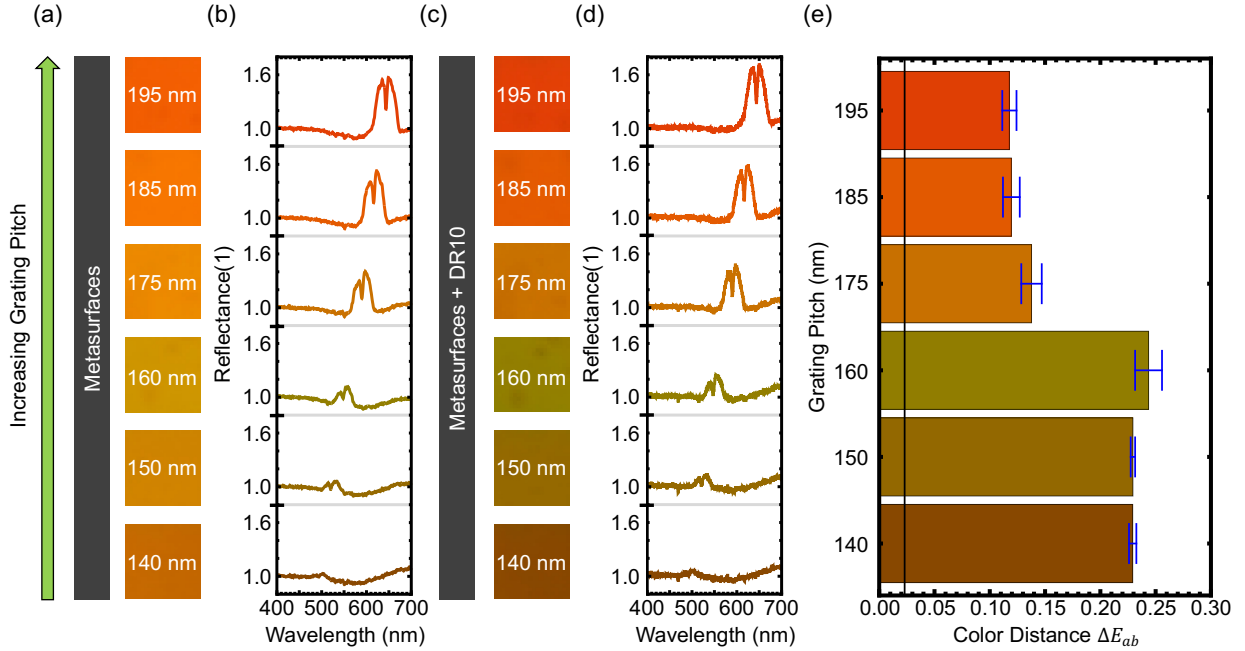 (a)
(b)
(c)
(d)
(e)
Increasing Grating Pitch
Metasurfaces
195 nm
185 nm
175 nm
160 nm
150 nm
140 nm
Reflectance(1)
1.6
1.0
1.6
1.0
1.6
1.0
1.6
1.0
1.6
1.0
1.6
1.0
400 500 600 700
Wavelength (nm)
Metasurfaces + DR10
195 nm
185 nm
175 nm
160 nm
150 nm
140 nm
Reflectance(1)
1.6
1.0
1.6
1.0
1.6
1.0
1.6
1.0
1.6
1.0
1.6
1.0
400 500 600 700
Wavelength (nm)
Grating Pitch (nm)
195
185
175
160
150
140
0.00 0.05 0.10 0.15 0.20 0.25 0.30
Color Distance ΔE_ab